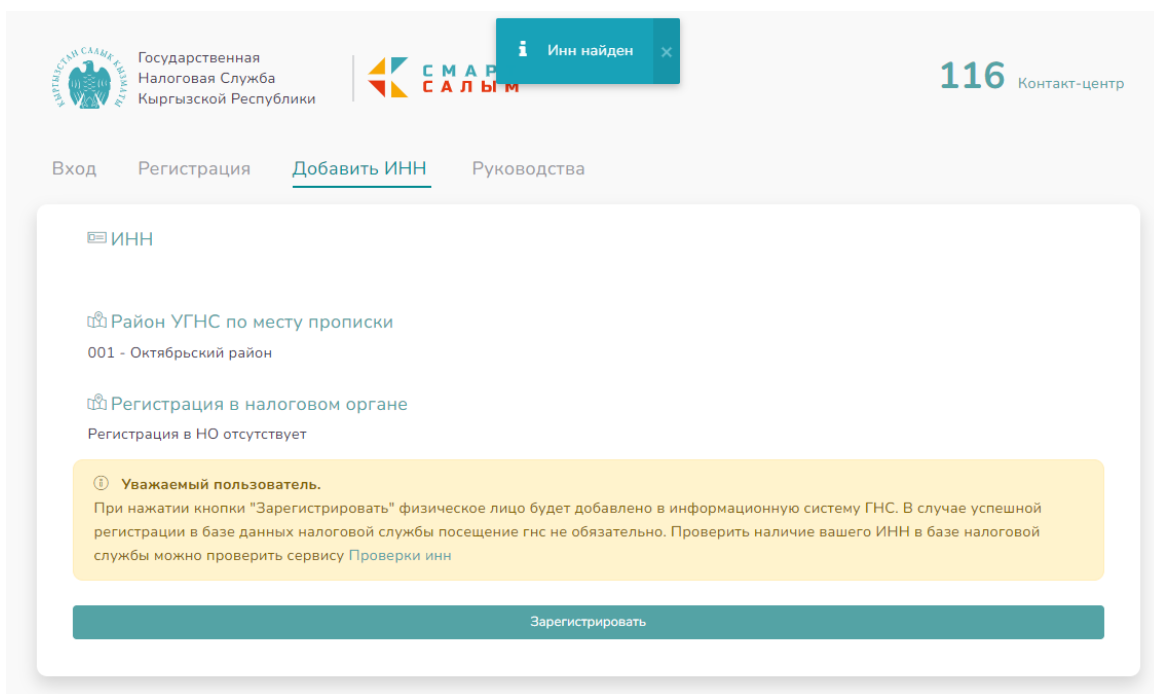 Инн найден
КЫРГЫЗСТАН САЛЫК КЫЗМАТЫ
Государственная
Налоговая Служба
Кыргызской Республики
САЛЫМ
116 Контакт-центр
Вход Регистрация Добавить ИНН Руководства
ИНН
Район УГНС по месту прописки
001 - Октябрьский район
Регистрация в налоговом органе
Регистрация в НО отсутствует
Уважаемый пользователь.
При нажатии кнопки "Зарегистрировать" физическое лицо будет добавлено в информационную систему ГНС. В случае успешной
регистрации в базе данных налоговой службы посещение гнс не обязательно. Проверить наличие вашего ИНН в базе налоговой
службы можно проверить сервису Проверки инн
Зарегистрировать